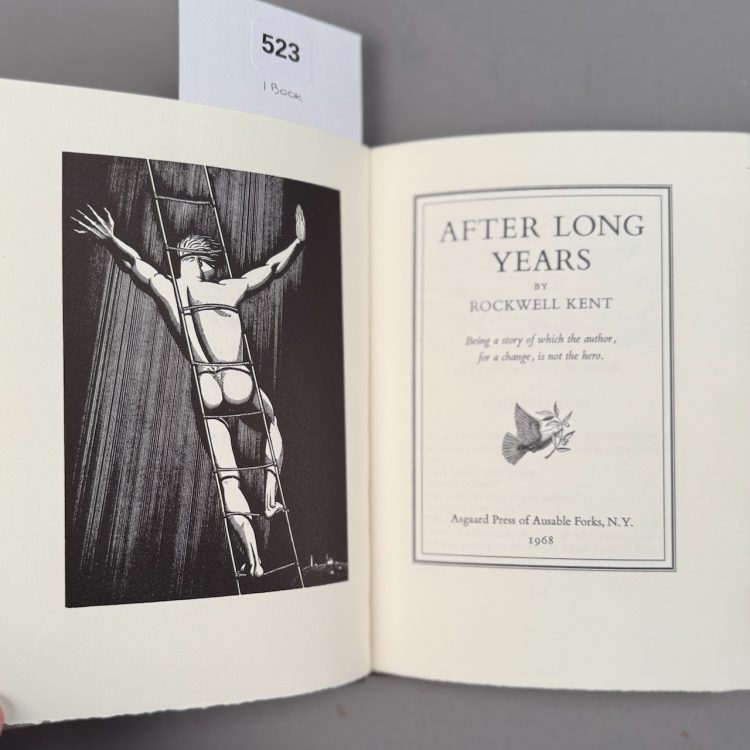 523
1 BOOK
AFTER LONG
YEARS
BY
ROCKWELL KENT
Being a story of which the author,
for a change, is not the hero.
Asgaard Press of Ausable Forks, N.Y.
1968